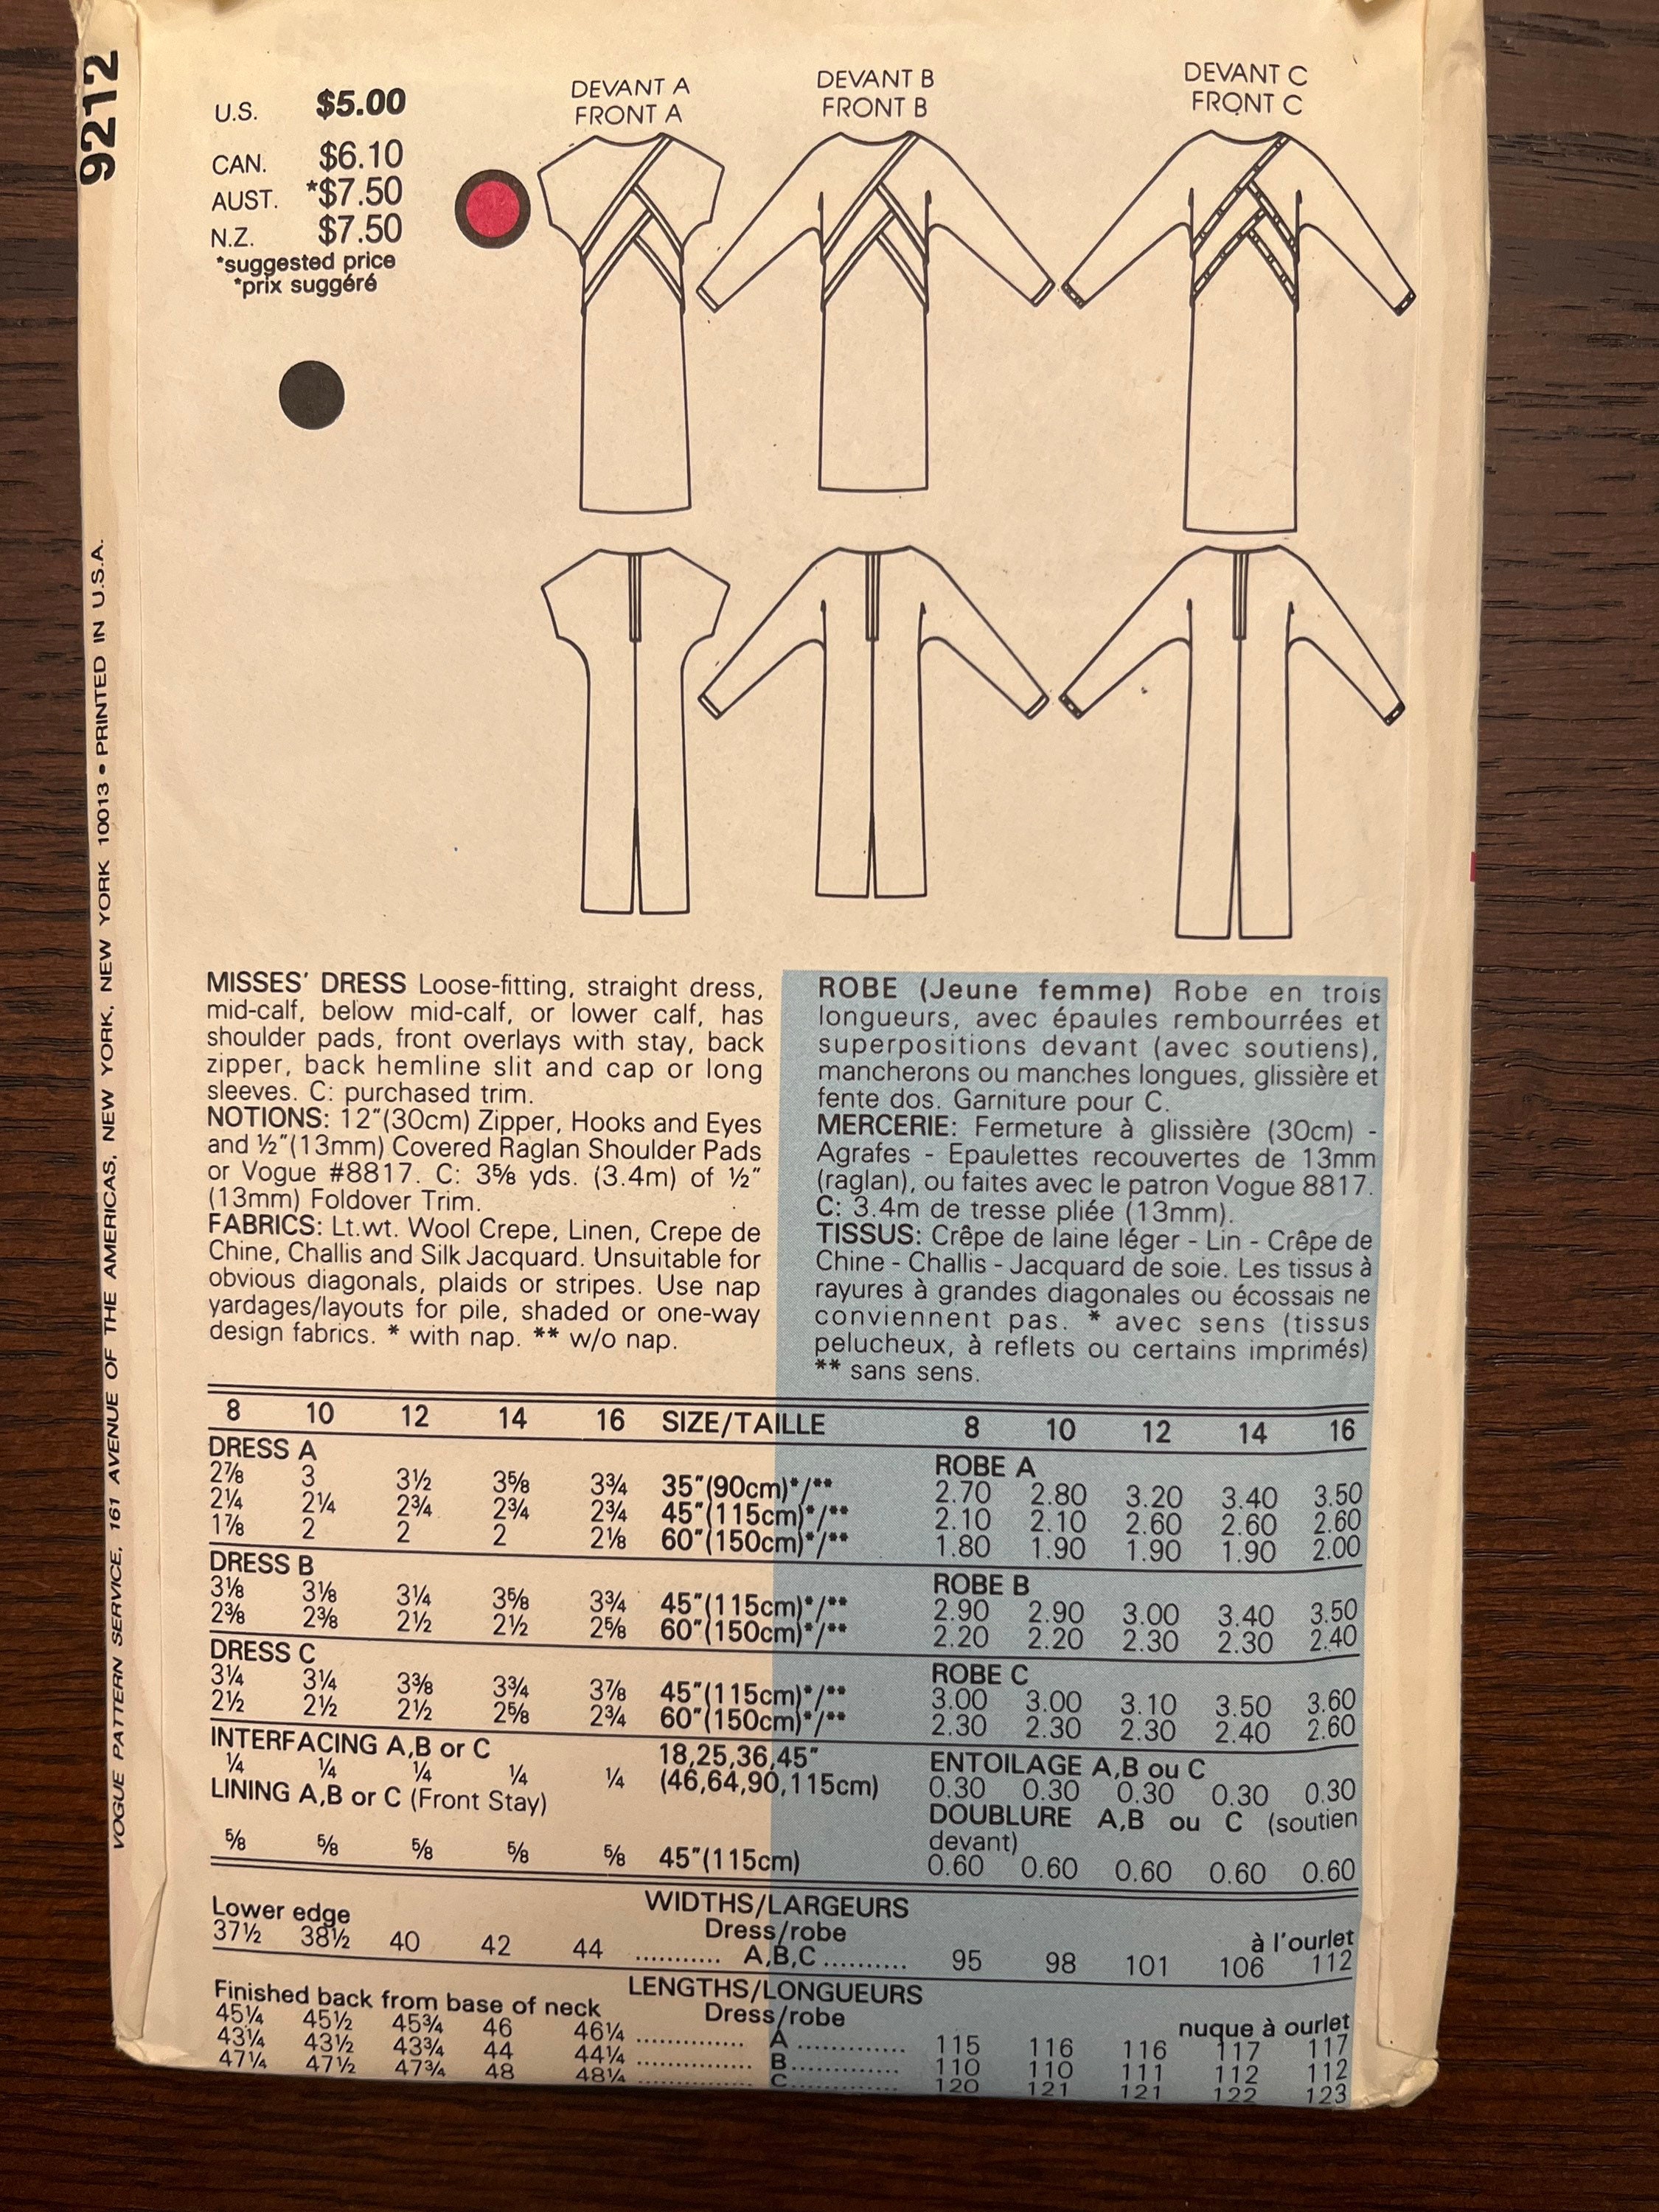 9212
U.S. $5.00
CAN. $6.10
AUST. *$7.50
N.Z. $7.50
*suggested price
*prix suggéré
DEVANT A
FRONT A
DEVANT B
FRONT B
DEVANT C
FRONT C
VOGUE PATTERN SERVICE, 161 AVENUE OF THE AMERICAS, NEW YORK, NEW YORK 10013 • PRINTED IN U.S.A.
MISSES' DRESS Loose-fitting, straight dress,
mid-calf, below mid-calf, or lower calf, has
shoulder pads, front overlays with stay, back
zipper, back hemline slit and cap or long
sleeves. C: purchased trim.
NOTIONS: 12"(30cm) Zipper, Hooks and Eyes
and ½"(13mm) Covered Raglan Shoulder Pads
or Vogue #8817. C: 3⅝ yds. (3.4m) of ½"
(13mm) Foldover Trim.
FABRICS: Lt.wt. Wool Crepe, Linen, Crepe de
Chine, Challis and Silk Jacquard. Unsuitable for
obvious diagonals, plaids or stripes. Use nap
yardages/layouts for pile, shaded or one-way
design fabrics. * with nap. ** w/o nap.
ROBE (Jeune femme) Robe en trois
longueurs, avec épaules rembourrées et
superpositions devant (avec soutiens),
mancherons ou manches longues, glissière et
fente dos. Garniture pour C.
MERCERIE: Fermeture à glissière (30cm) -
Agrafes - Epaulettes recouvertes de 13mm
(raglan), ou faites avec le patron Vogue 8817.
C: 3.4m de tresse pliée (13mm).
TISSUS: Crêpe de laine léger - Lin - Crêpe de
Chine - Challis - Jacquard de soie. Les tissus à
rayures à grandes diagonales ou écossais ne
conviennent pas. * avec sens (tissus
pelucheux, à reflets ou certains imprimés)
** sans sens.
8 10 12 14 16 SIZE/TAILLE 8 10 12 14 16
DRESS A ROBE A
2⅞ 3 3½ 3⅝ 3¾ 35"(90cm)*/** 2.70 2.80 3.20 3.40 3.50
2¼ 2¼ 2¾ 2¾ 2¾ 45"(115cm)*/** 2.10 2.10 2.60 2.60 2.60
1⅞ 2 2 2 2⅛ 60"(150cm)*/** 1.80 1.90 1.90 1.90 2.00
DRESS B ROBE B
3⅛ 3⅛ 3¼ 3⅝ 3¾ 45"(115cm)*/** 2.90 2.90 3.00 3.40 3.50
2⅜ 2⅜ 2½ 2½ 2⅝ 60"(150cm)*/** 2.20 2.20 2.30 2.30 2.40
DRESS C ROBE C
3¼ 3¼ 3⅜ 3¾ 3⅞ 45"(115cm)*/** 3.00 3.00 3.10 3.50 3.60
2½ 2½ 2½ 2⅝ 2¾ 60"(150cm)*/** 2.30 2.30 2.30 2.40 2.60
INTERFACING A,B or C 18,25,36,45" ENTOILAGE A,B ou C
¼ ¼ ¼ ¼ ¼ (46,64,90,115cm) 0.30 0.30 0.30 0.30 0.30
LINING A,B or C (Front Stay) DOUBLURE A,B ou C (soutien
devant)
⅝ ⅝ ⅝ ⅝ ⅝ 45"(115cm) 0.60 0.60 0.60 0.60 0.60
WIDTHS/LARGEURS
Lower edge Dress/robe à l'ourlet
37½ 38½ 40 42 44 ........... A,B,C .......... 95 98 101 106 112
LENGTHS/LONGUEURS
Finished back from base of neck Dress/robe nuque à ourlet
45¼ 45½ 45¾ 46 46¼ .............. A .............. 115 116 116 117 117
43¼ 43½ 43¾ 44 44¼ .............. B .............. 110 110 111 112 112
47¼ 47½ 47¾ 48 48¼ .............. C .............. 120 121 121 122 123